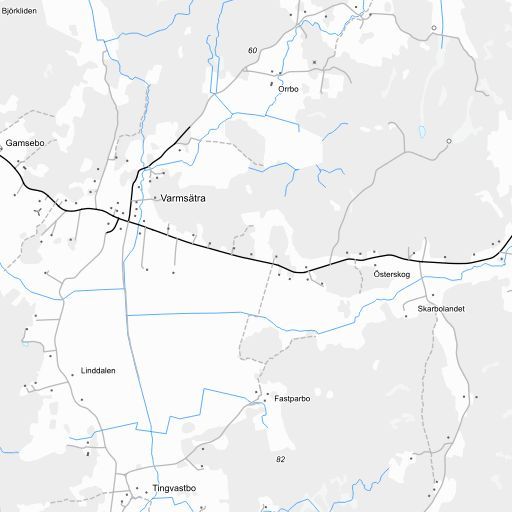 Björkliden
60
Orrbo
Gamsebo
Varmsätra
Österskog
Skarbolandet
Linddalen
Fastparbo
82
Tingvastbo